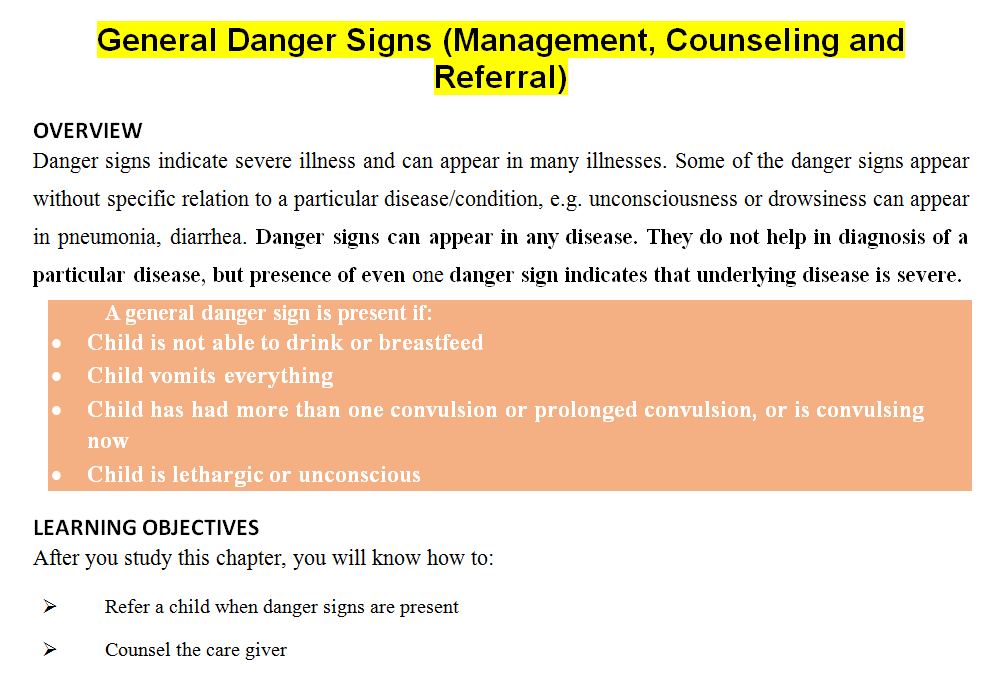 General Danger Signs (Management, Counseling and
Referral)
OVERVIEW
Danger signs indicate severe illness and can appear in many illnesses. Some of the danger signs appear
without specific relation to a particular disease/condition, e.g. unconsciousness or drowsiness can appear
in pneumonia, diarrhea. Danger signs can appear in any disease. They do not help in diagnosis of a
particular disease, but presence of even one danger sign indicates that underlying disease is severe.
A general danger sign is present if:
• Child is not able to drink or breastfeed
• Child vomits everything
• Child has had more than one convulsion or prolonged convulsion, or is convulsing
now
• Child is lethargic or unconscious
LEARNING OBJECTIVES
After you study this chapter, you will know how to:
➢ Refer a child when danger signs are present
➢ Counsel the care giver